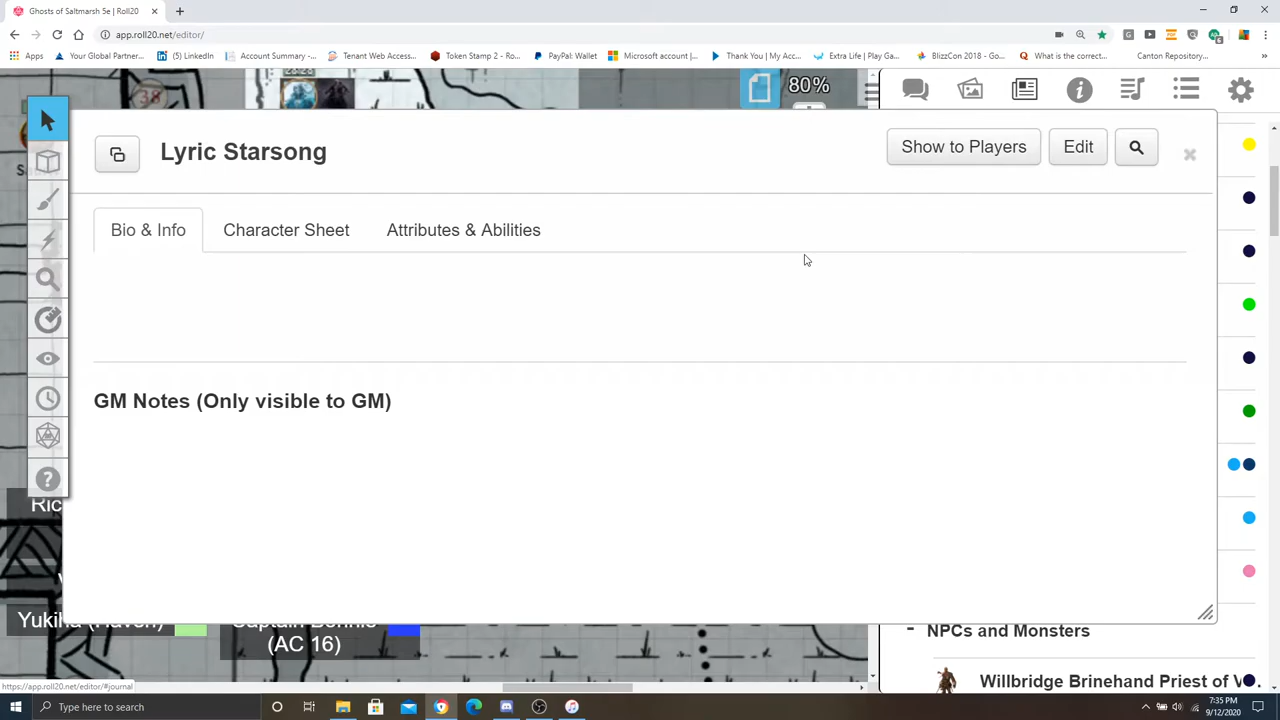 Ghosts of Saltmarsh 5e | Roll20
app.roll20.net/editor/
Apps
Your Global Partner...
(5) LinkedIn
Account Summary -...
Tenant Web Access...
Token Stamp 2 - Ro...
PayPal: Wallet
Microsoft account |...
Thank You | My Acc...
Extra Life | Play Ga...
BlizzCon 2018 - Go...
What is the correct...
Canton Repository...
38
80%
Lyric Starsong
Show to Players
Edit
Bio & Info
Character Sheet
Attributes & Abilities
GM Notes (Only visible to GM)
Ric
Yukiha (Haven)
(AC 16)
NPCs and Monsters
Willbridge Brinehand Priest of V...
https://app.roll20.net/editor/#journal
Type here to search
7:35 PM
9/12/2020